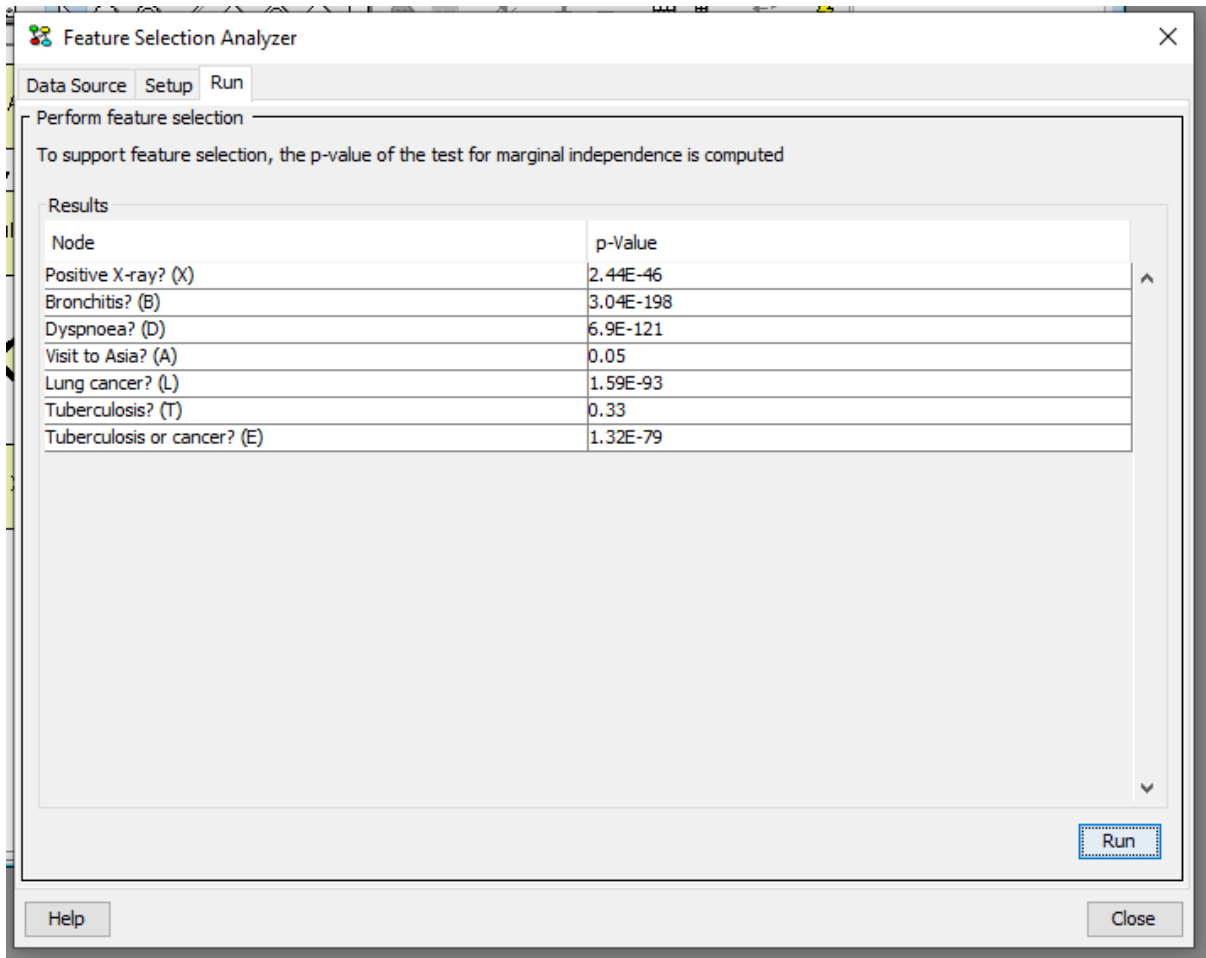 Feature Selection Analyzer
Data Source Setup Run
Perform feature selection
To support feature selection, the p-value of the test for marginal independence is computed
Results
Node p-Value
Positive X-ray? (X) 2.44E-46
Bronchitis? (B) 3.04E-198
Dyspnoea? (D) 6.9E-121
Visit to Asia? (A) 0.05
Lung cancer? (L) 1.59E-93
Tuberculosis? (T) 0.33
Tuberculosis or cancer? (E) 1.32E-79
Run
Help Close